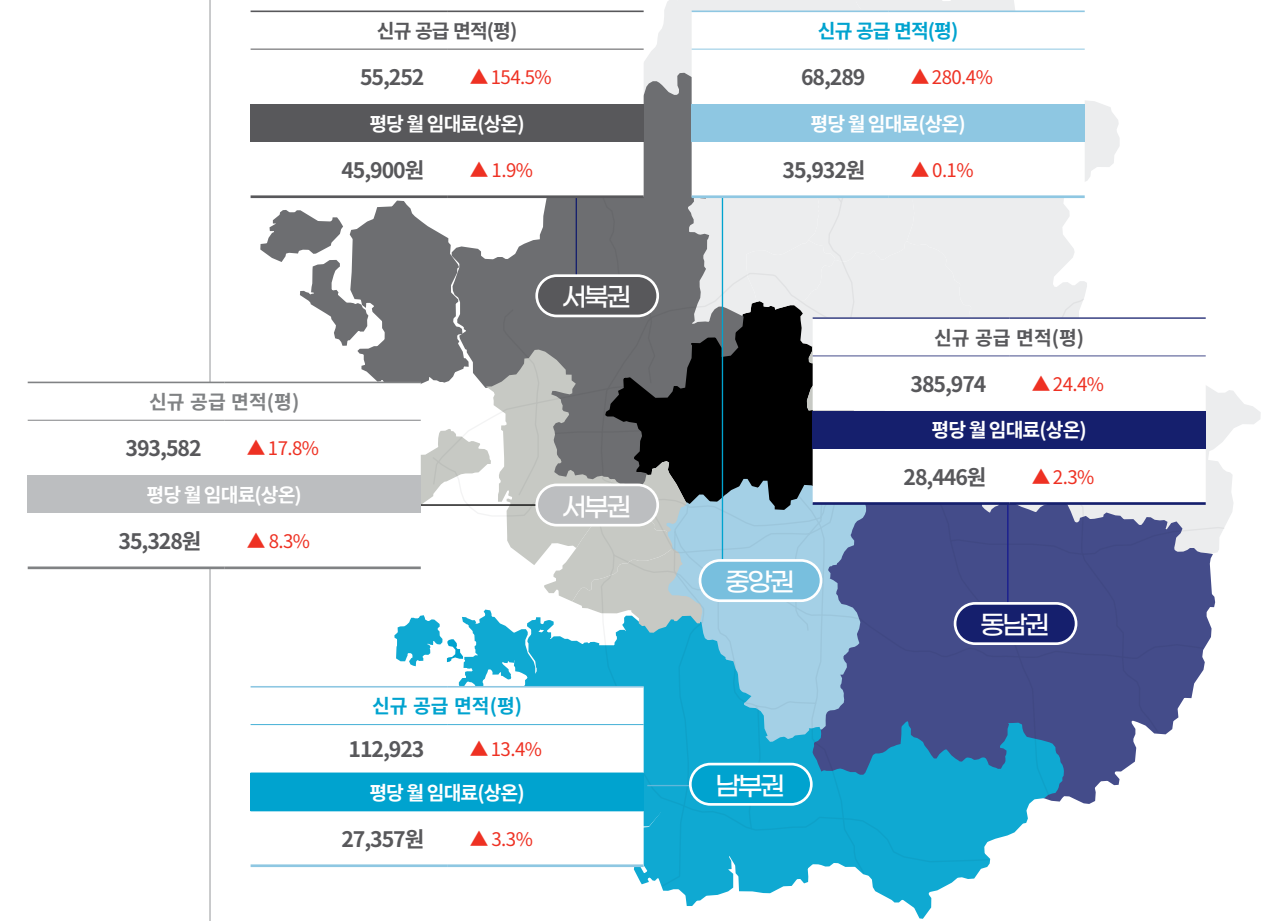 신규 공급 면적(평)
55,252 ▲154.5%
평당 월 임대료(상온)
45,900원 ▲1.9%
신규 공급 면적(평)
68,289 ▲280.4%
평당 월 임대료(상온)
35,932원 ▲0.1%
서북권
신규 공급 면적(평)
385,974 ▲24.4%
평당 월 임대료(상온)
28,446원 ▲2.3%
신규 공급 면적(평)
393,582 ▲17.8%
평당 월 임대료(상온)
35,328원 ▲8.3%
서부권
중앙권
동남권
신규 공급 면적(평)
112,923 ▲13.4%
평당 월 임대료(상온)
27,357원 ▲3.3%
남부권